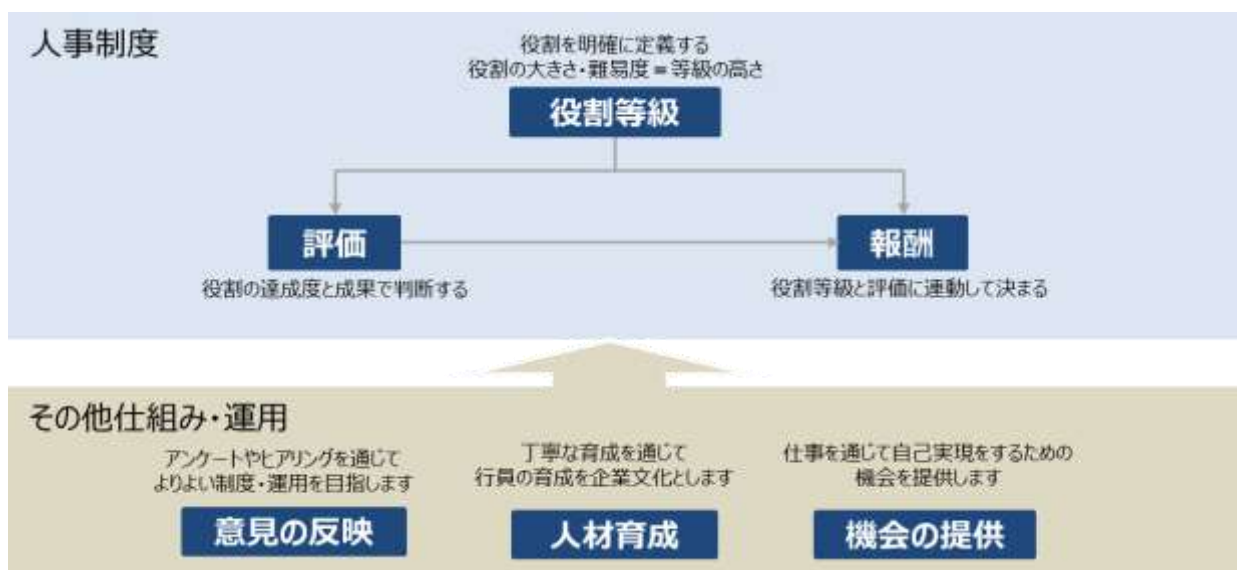 人事制度
役割を明確に定義する
役割の大きさ・難易度 = 等級の高さ
役割等級
評価
報酬
役割の達成度と成果で判断する
役割等級と評価に連動して決まる
その他仕組み・運用
アンケートやヒアリングを通じて
よりよい制度・運用を目指します
意見の反映
丁寧な育成を通じて
行員の育成を企業文化とします
人材育成
仕事を通じて自己実現をするための
機会を提供します
機会の提供